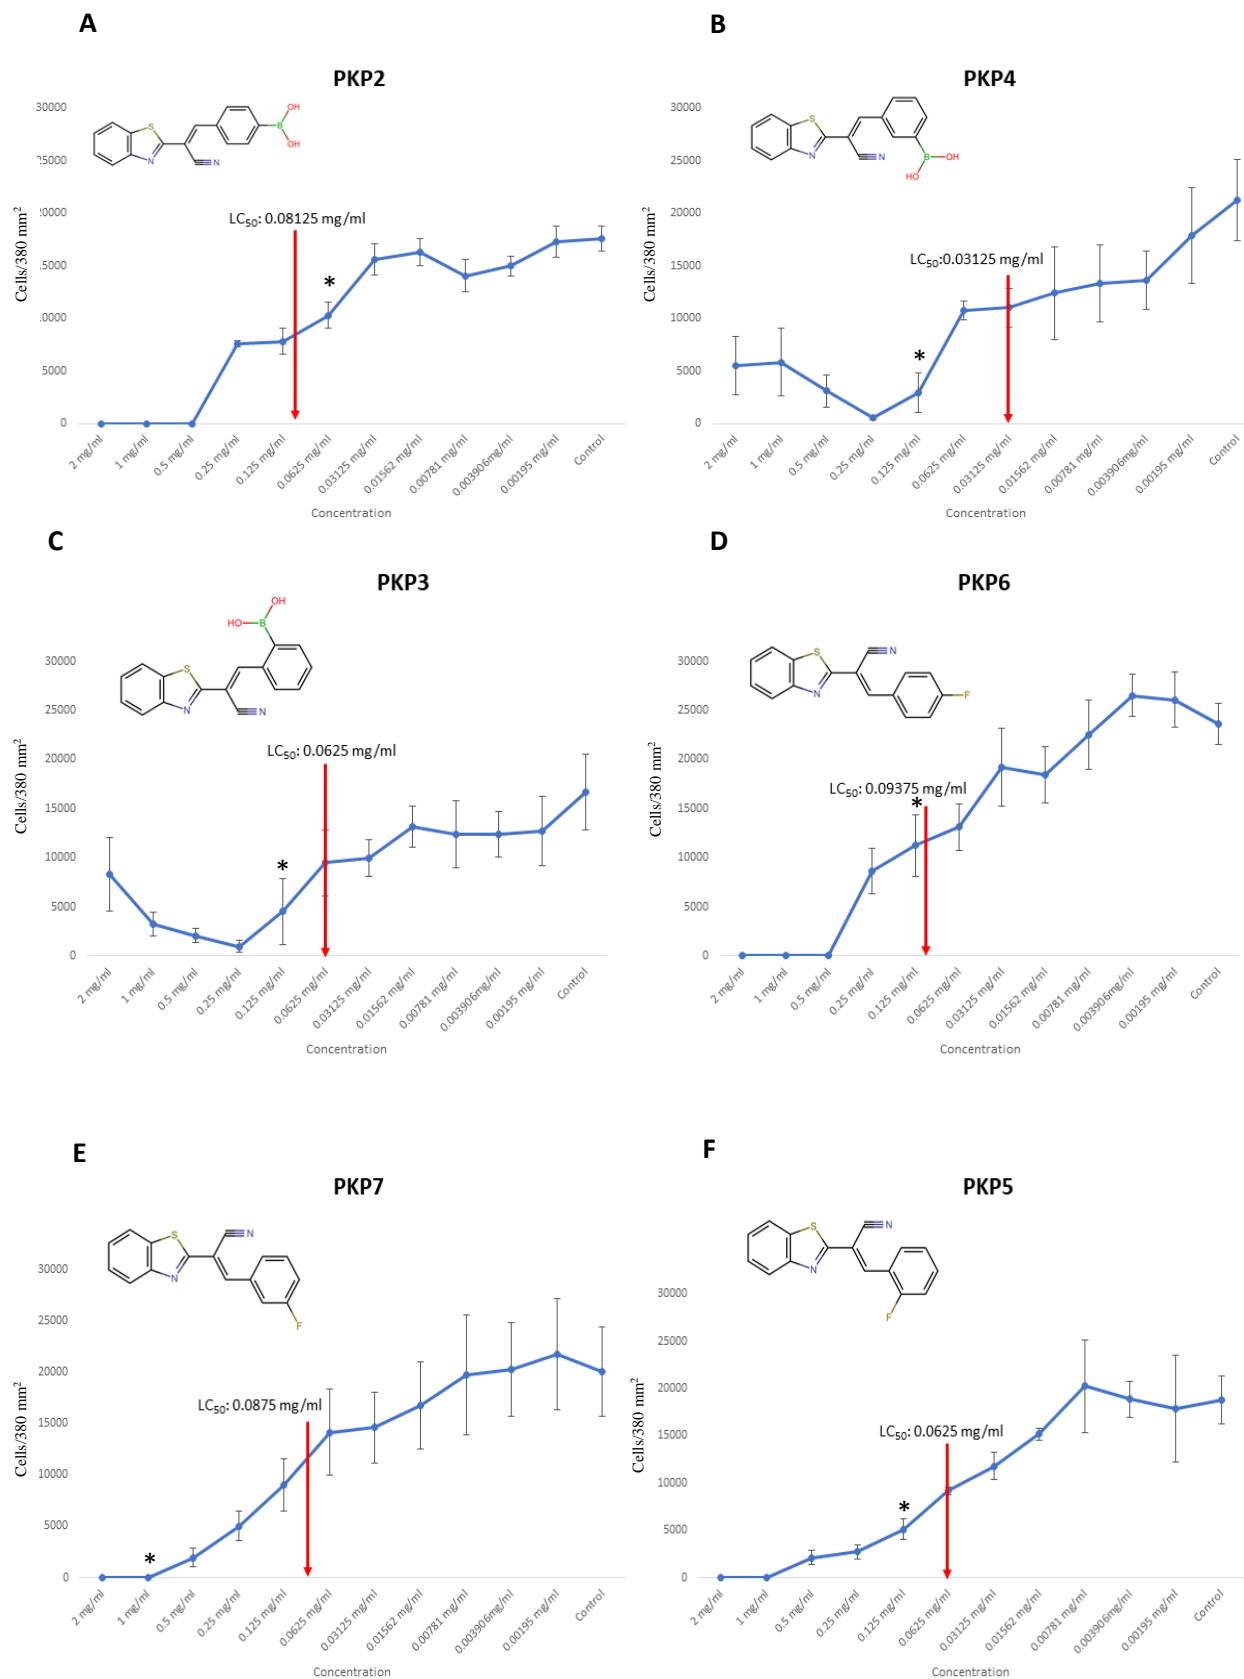 A
PKP2
30000
25000
20000
15000
10000
5000
0
Cells/380 mm²
S
N
N
B
OH
OH
LC₅₀: 0.08125 mg/ml
*
2 mg/ml
1 mg/ml
0.5 mg/ml
0.25 mg/ml
0.125 mg/ml
0.0625 mg/ml
0.03125 mg/ml
0.01562 mg/ml
0.00781 mg/ml
0.003906mg/ml
0.00195 mg/ml
Control
Concentration
B
PKP4
30000
25000
20000
15000
10000
5000
0
Cells/380 mm²
S
N
N
B
OH
HO
LC₅₀:0.03125 mg/ml
*
2 mg/ml
1 mg/ml
0.5 mg/ml
0.25 mg/ml
0.125 mg/ml
0.0625 mg/ml
0.03125 mg/ml
0.01562 mg/ml
0.00781 mg/ml
0.003906mg/ml
0.00195 mg/ml
Control
Concentration
C
PKP3
30000
25000
20000
15000
10000
5000
0
Cells/380 mm²
OH
HO
B
S
N
N
LC₅₀: 0.0625 mg/ml
*
2 mg/ml
1 mg/ml
0.5 mg/ml
0.25 mg/ml
0.125 mg/ml
0.0625 mg/ml
0.03125 mg/ml
0.01562 mg/ml
0.00781 mg/ml
0.003906mg/ml
0.00195 mg/ml
Control
Concentration
D
PKP6
30000
25000
20000
15000
10000
5000
0
Cells/380 mm²
S
N
N
F
LC₅₀: 0.09375 mg/ml
*
2 mg/ml
1 mg/ml
0.5 mg/ml
0.25 mg/ml
0.125 mg/ml
0.0625 mg/ml
0.03125 mg/ml
0.01562 mg/ml
0.00781 mg/ml
0.003906mg/ml
0.00195 mg/ml
Control
Concentration
E
PKP7
30000
25000
20000
15000
10000
5000
0
Cells/380 mm²
S
N
N
F
LC₅₀: 0.0875 mg/ml
*
2 mg/ml
1 mg/ml
0.5 mg/ml
0.25 mg/ml
0.125 mg/ml
0.0625 mg/ml
0.03125 mg/ml
0.01562 mg/ml
0.00781 mg/ml
0.003906mg/ml
0.00195 mg/ml
Control
Concentration
F
PKP5
30000
25000
20000
15000
10000
5000
0
Cells/380 mm²
S
N
N
F
LC₅₀: 0.0625 mg/ml
*
2 mg/ml
1 mg/ml
0.5 mg/ml
0.25 mg/ml
0.125 mg/ml
0.0625 mg/ml
0.03125 mg/ml
0.01562 mg/ml
0.00781 mg/ml
0.003906mg/ml
0.00195 mg/ml
Control
Concentration